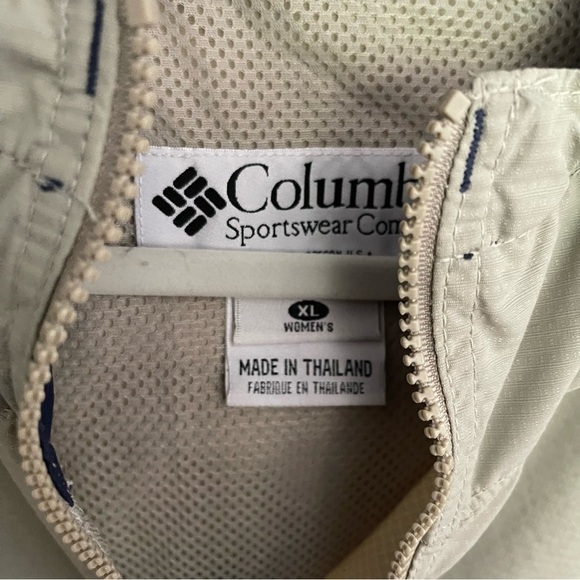 Columb
Sportswear Com
U.S.A.
XL
WOMEN'S
MADE IN THAILAND
FABRIQUE EN THAILANDE